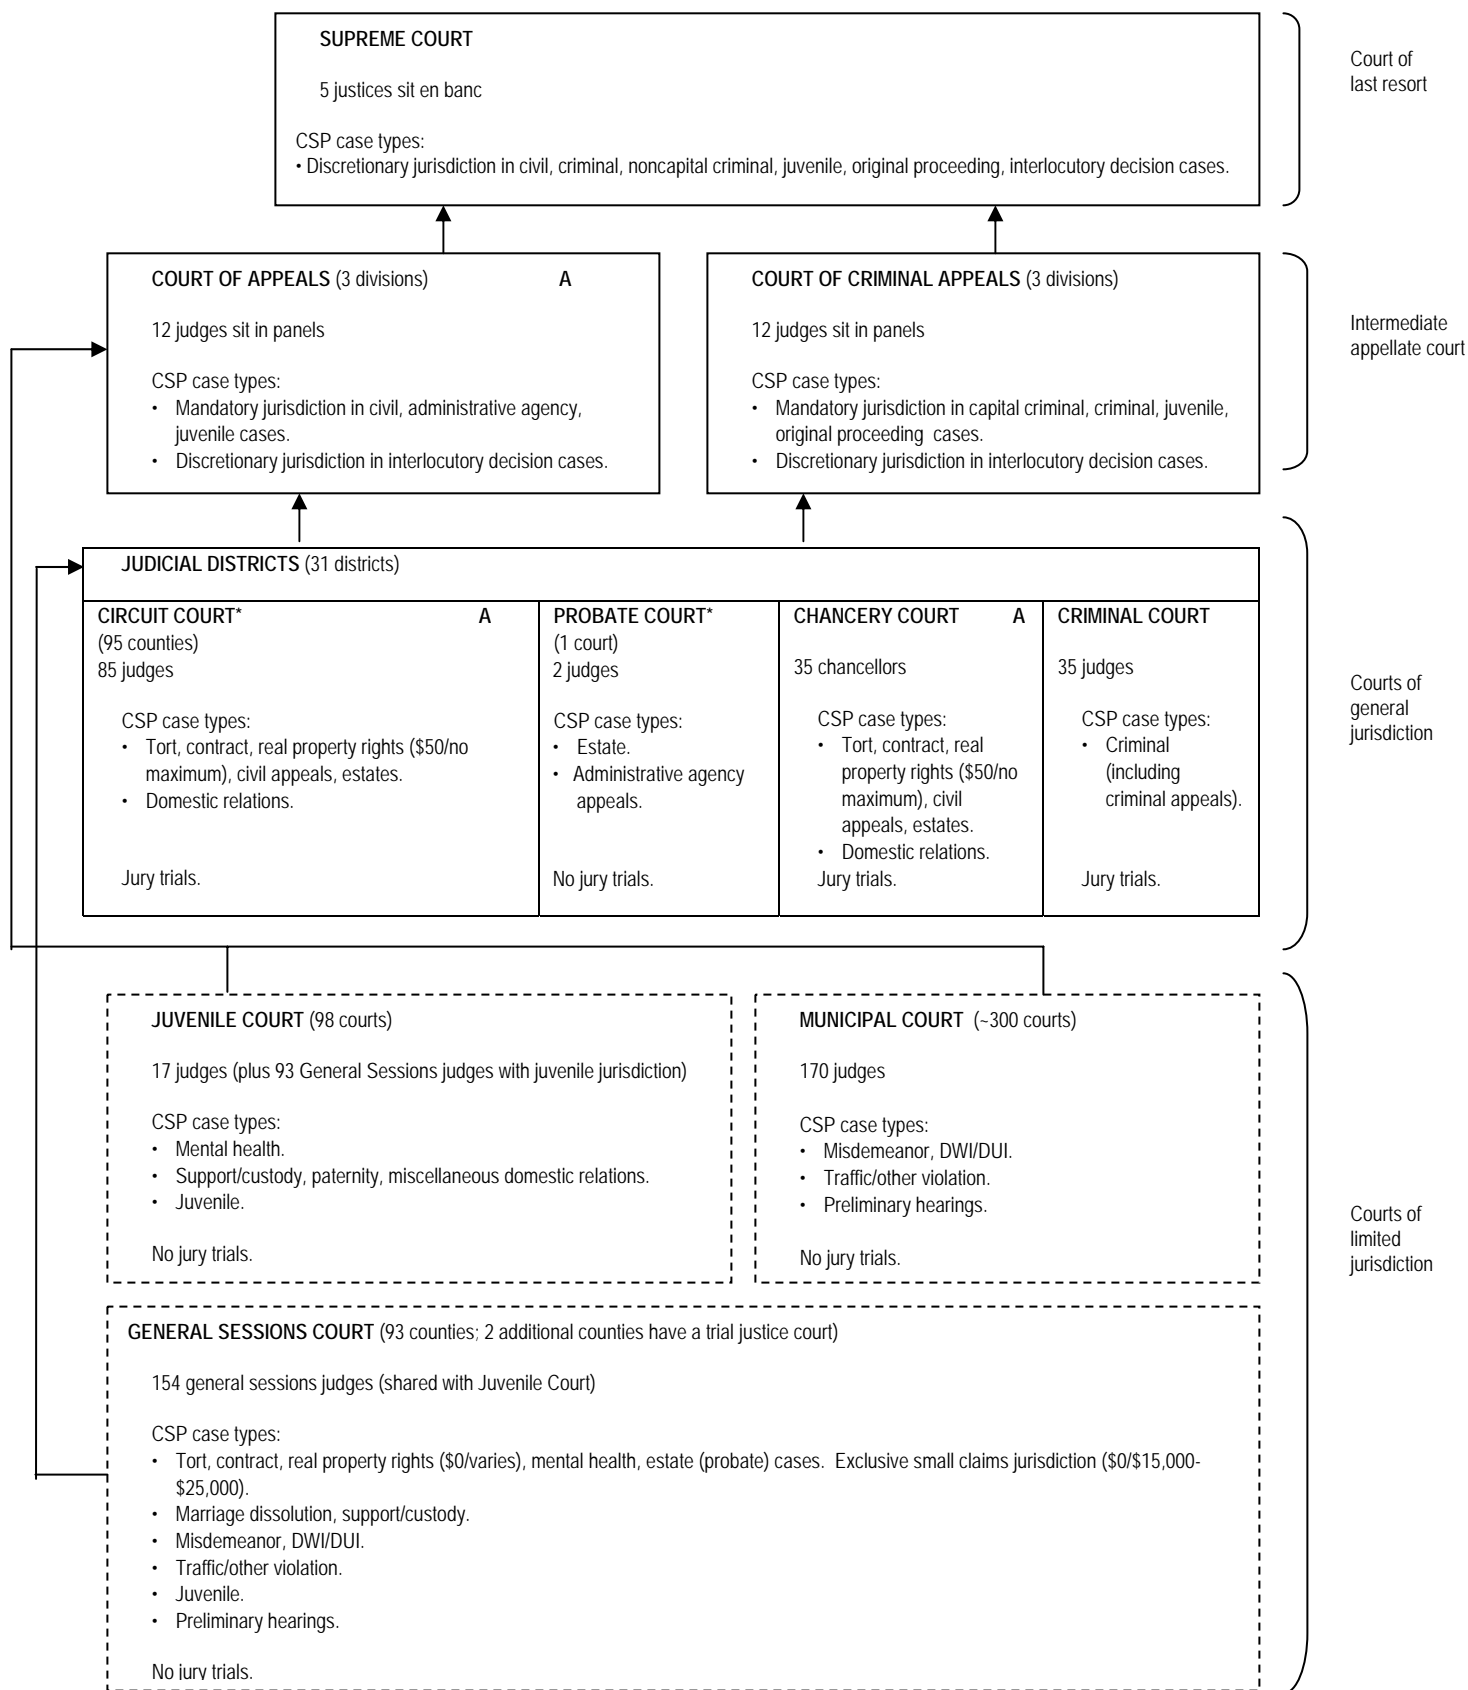 SUPREME COURT
5 justices sit en banc
CSP case types:
• Discretionary jurisdiction in civil, criminal, noncapital criminal, juvenile, original proceeding, interlocutory decision cases.
Court of
last resort
COURT OF APPEALS (3 divisions) A
12 judges sit in panels
CSP case types:
• Mandatory jurisdiction in civil, administrative agency,
juvenile cases.
• Discretionary jurisdiction in interlocutory decision cases.
COURT OF CRIMINAL APPEALS (3 divisions)
12 judges sit in panels
CSP case types:
• Mandatory jurisdiction in capital criminal, criminal, juvenile,
original proceeding cases.
• Discretionary jurisdiction in interlocutory decision cases.
Intermediate
appellate court
JUDICIAL DISTRICTS (31 districts)
CIRCUIT COURT* A
(95 counties)
85 judges
CSP case types:
• Tort, contract, real property rights ($50/no
maximum), civil appeals, estates.
• Domestic relations.
Jury trials.
PROBATE COURT*
(1 court)
2 judges
CSP case types:
• Estate.
• Administrative agency
appeals.
No jury trials.
CHANCERY COURT A
35 chancellors
CSP case types:
• Tort, contract, real
property rights ($50/no
maximum), civil
appeals, estates.
• Domestic relations.
Jury trials.
CRIMINAL COURT
35 judges
CSP case types:
• Criminal
(including
criminal appeals).
Jury trials.
Courts of
general
jurisdiction
JUVENILE COURT (98 courts)
17 judges (plus 93 General Sessions judges with juvenile jurisdiction)
CSP case types:
• Mental health.
• Support/custody, paternity, miscellaneous domestic relations.
• Juvenile.
No jury trials.
MUNICIPAL COURT (~300 courts)
170 judges
CSP case types:
• Misdemeanor, DWI/DUI.
• Traffic/other violation.
• Preliminary hearings.
No jury trials.
Courts of
limited
jurisdiction
GENERAL SESSIONS COURT (93 counties; 2 additional counties have a trial justice court)
154 general sessions judges (shared with Juvenile Court)
CSP case types:
• Tort, contract, real property rights ($0/varies), mental health, estate (probate) cases. Exclusive small claims jurisdiction ($0/$15,000-
$25,000).
• Marriage dissolution, support/custody.
• Misdemeanor, DWI/DUI.
• Traffic/other violation.
• Juvenile.
• Preliminary hearings.
No jury trials.